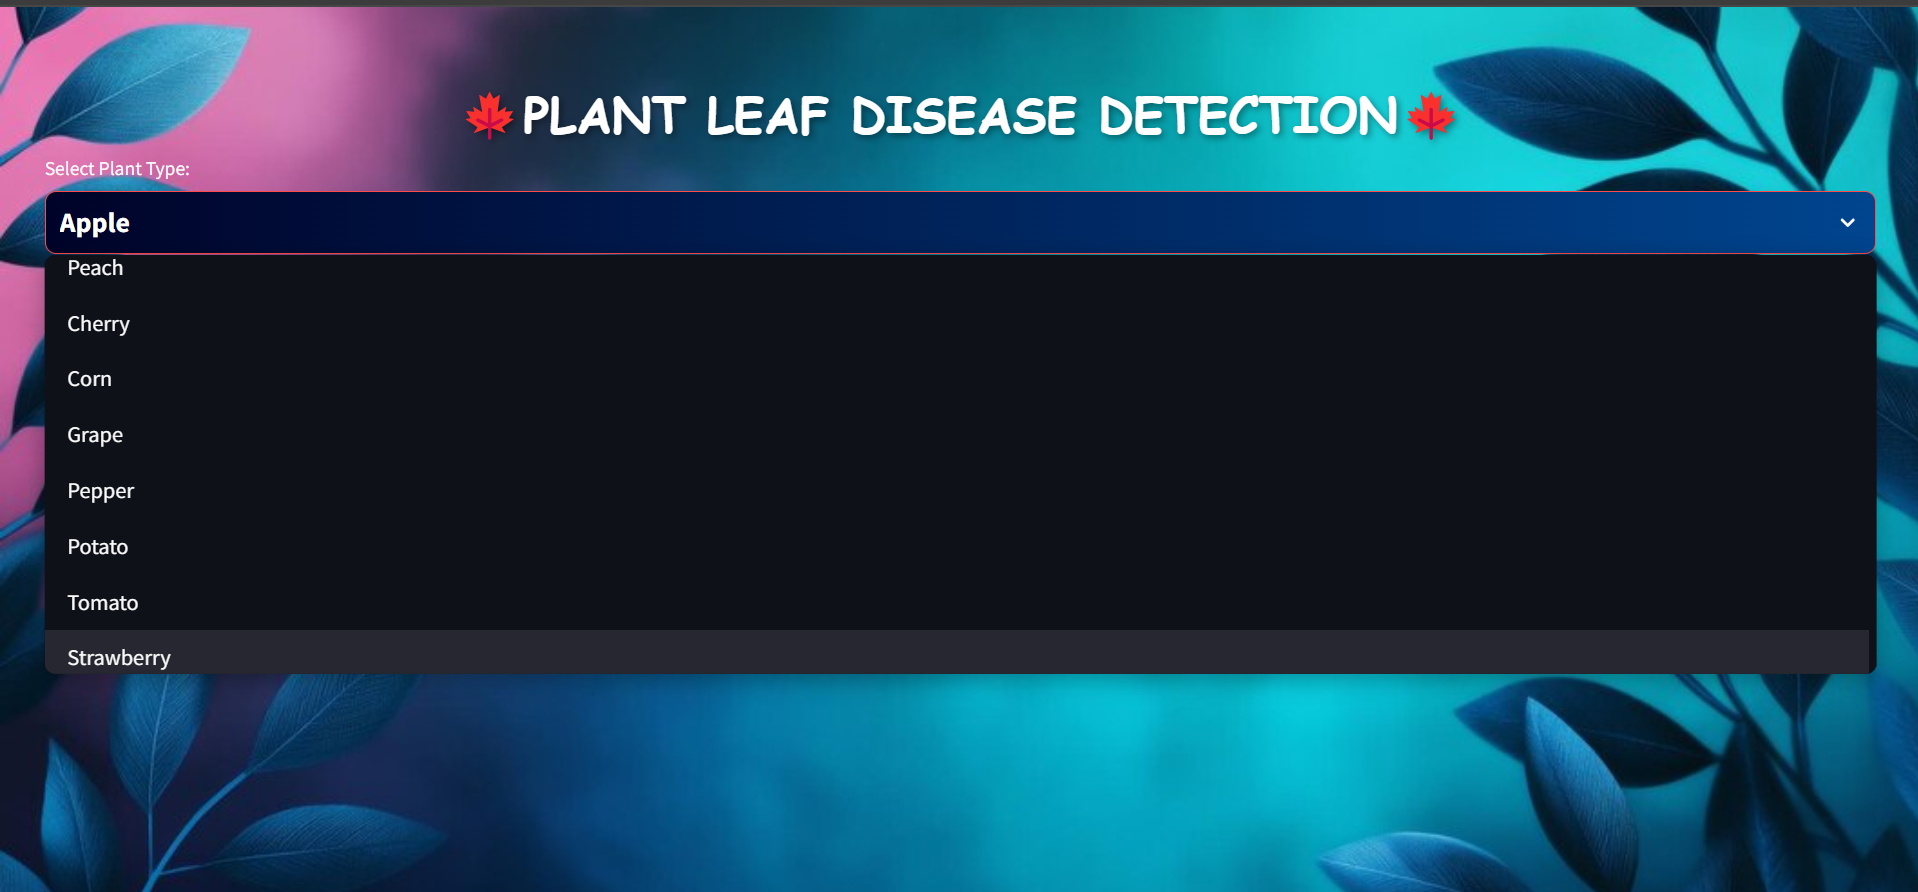 🍁PLANT LEAF DISEASE DETECTION🍁
Select Plant Type:
Apple
Peach
Cherry
Corn
Grape
Pepper
Potato
Tomato
Strawberry